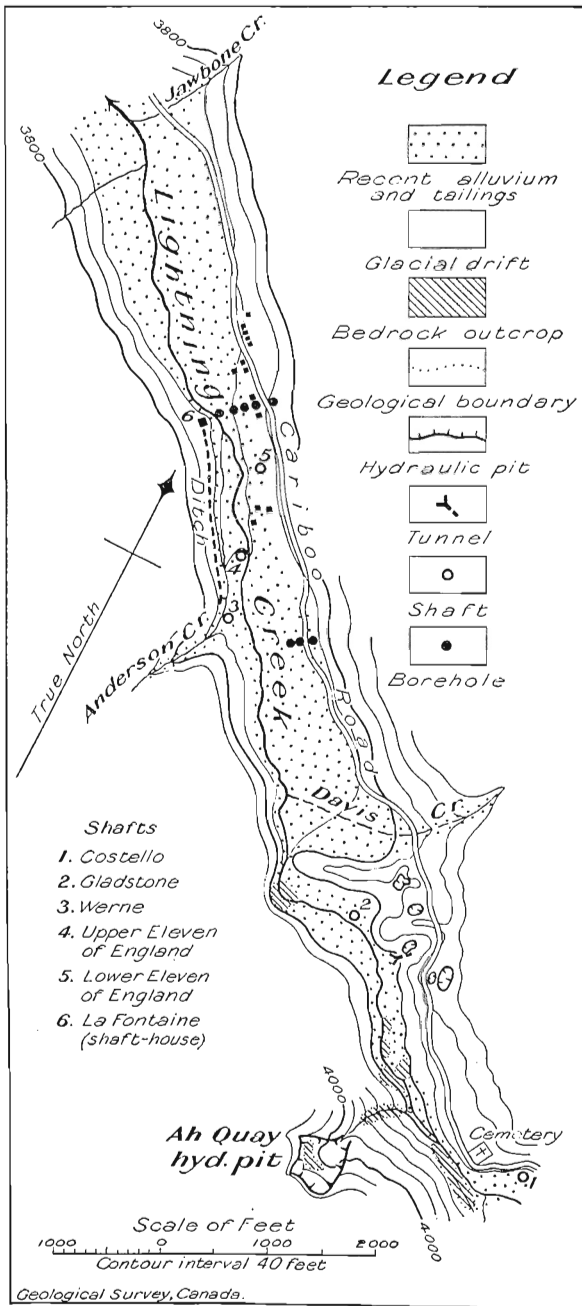 3800
Jawbone Cr.
3800
Legend
Recent alluvium
and tailings
Glacial drift
Bedrock outcrop
Geological boundary
Hydraulic pit
Tunnel
Shaft
Borehole
Lightning
Creek
Cariboo
Road
6
5
Ditch
4
3
Anderson Cr.
True North
Davis Cr.
2
Shafts
1. Costello
2. Gladstone
3. Werne
4. Upper Eleven
of England
5. Lower Eleven
of England
6. La Fontaine
(shaft-house)
4000
Ah Quay
hyd. pit
Cemetery
1
4000
Scale of Feet
1000 0 1000 2000
Contour interval 40 feet
Geological Survey, Canada.